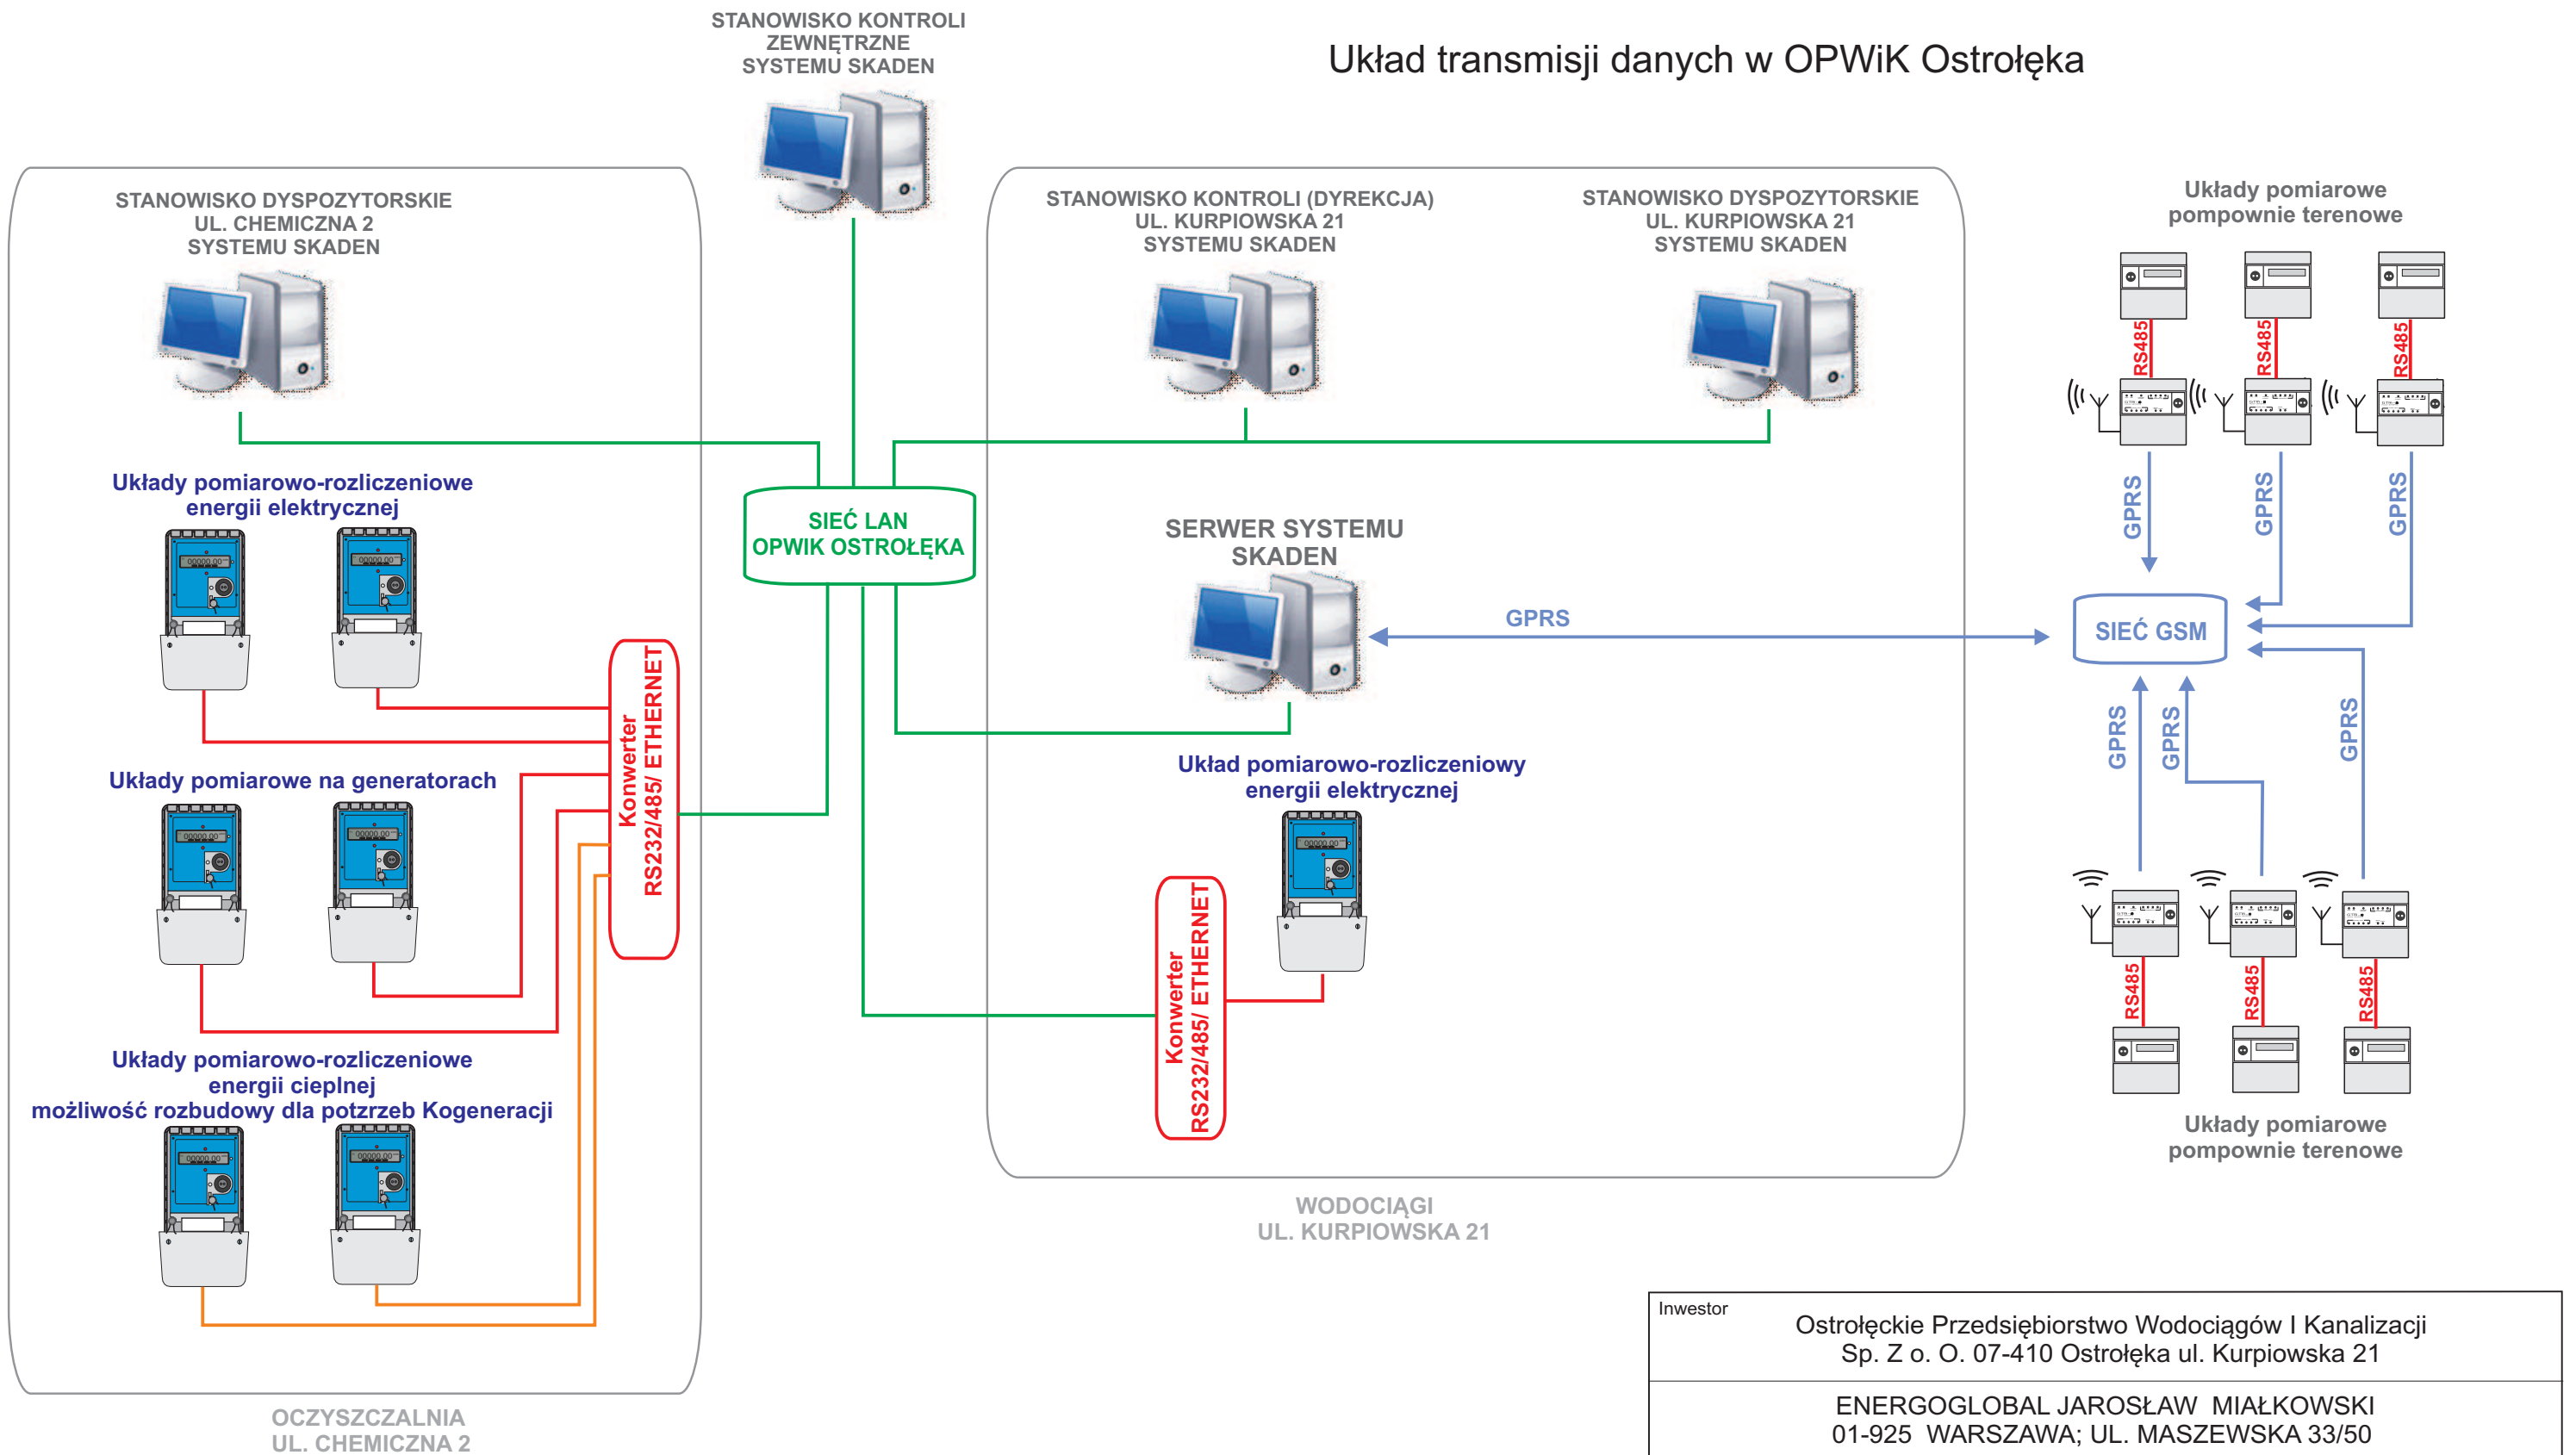 Układ transmisji danych w OPWiK Ostrołęka
STANOWISKO KONTROLI
ZEWNĘTRZNE
SYSTEMU SKADEN
STANOWISKO DYSPOZYTORSKIE
UL. CHEMICZNA 2
SYSTEMU SKADEN
Układy pomiarowo-rozliczeniowe
energii elektrycznej
Układy pomiarowe na generatorach
Układy pomiarowo-rozliczeniowe
energii cieplnej
możliwość rozbudowy dla potzrzeb Kogeneracji
Konwerter
RS232/485/ ETHERNET
OCZYSZCZALNIA
UL. CHEMICZNA 2
SIEĆ LAN
OPWIK OSTROŁĘKA
STANOWISKO KONTROLI (DYREKCJA)
UL. KURPIOWSKA 21
SYSTEMU SKADEN
STANOWISKO DYSPOZYTORSKIE
UL. KURPIOWSKA 21
SYSTEMU SKADEN
SERWER SYSTEMU
SKADEN
GPRS
Układ pomiarowo-rozliczeniowy
energii elektrycznej
Konwerter
RS232/485/ ETHERNET
WODOCIĄGI
UL. KURPIOWSKA 21
Układy pomiarowe
pompownie terenowe
RS485
RS485
RS485
GPRS
GPRS
GPRS
SIEĆ GSM
GPRS
GPRS
GPRS
RS485
RS485
RS485
Układy pomiarowe
pompownie terenowe
Inwestor
Ostrołęckie Przedsiębiorstwo Wodociągów I Kanalizacji
Sp. Z o. O. 07-410 Ostrołęka ul. Kurpiowska 21
ENERGOGLOBAL JAROSŁAW MIAŁKOWSKI
01-925 WARSZAWA; UL. MASZEWSKA 33/50